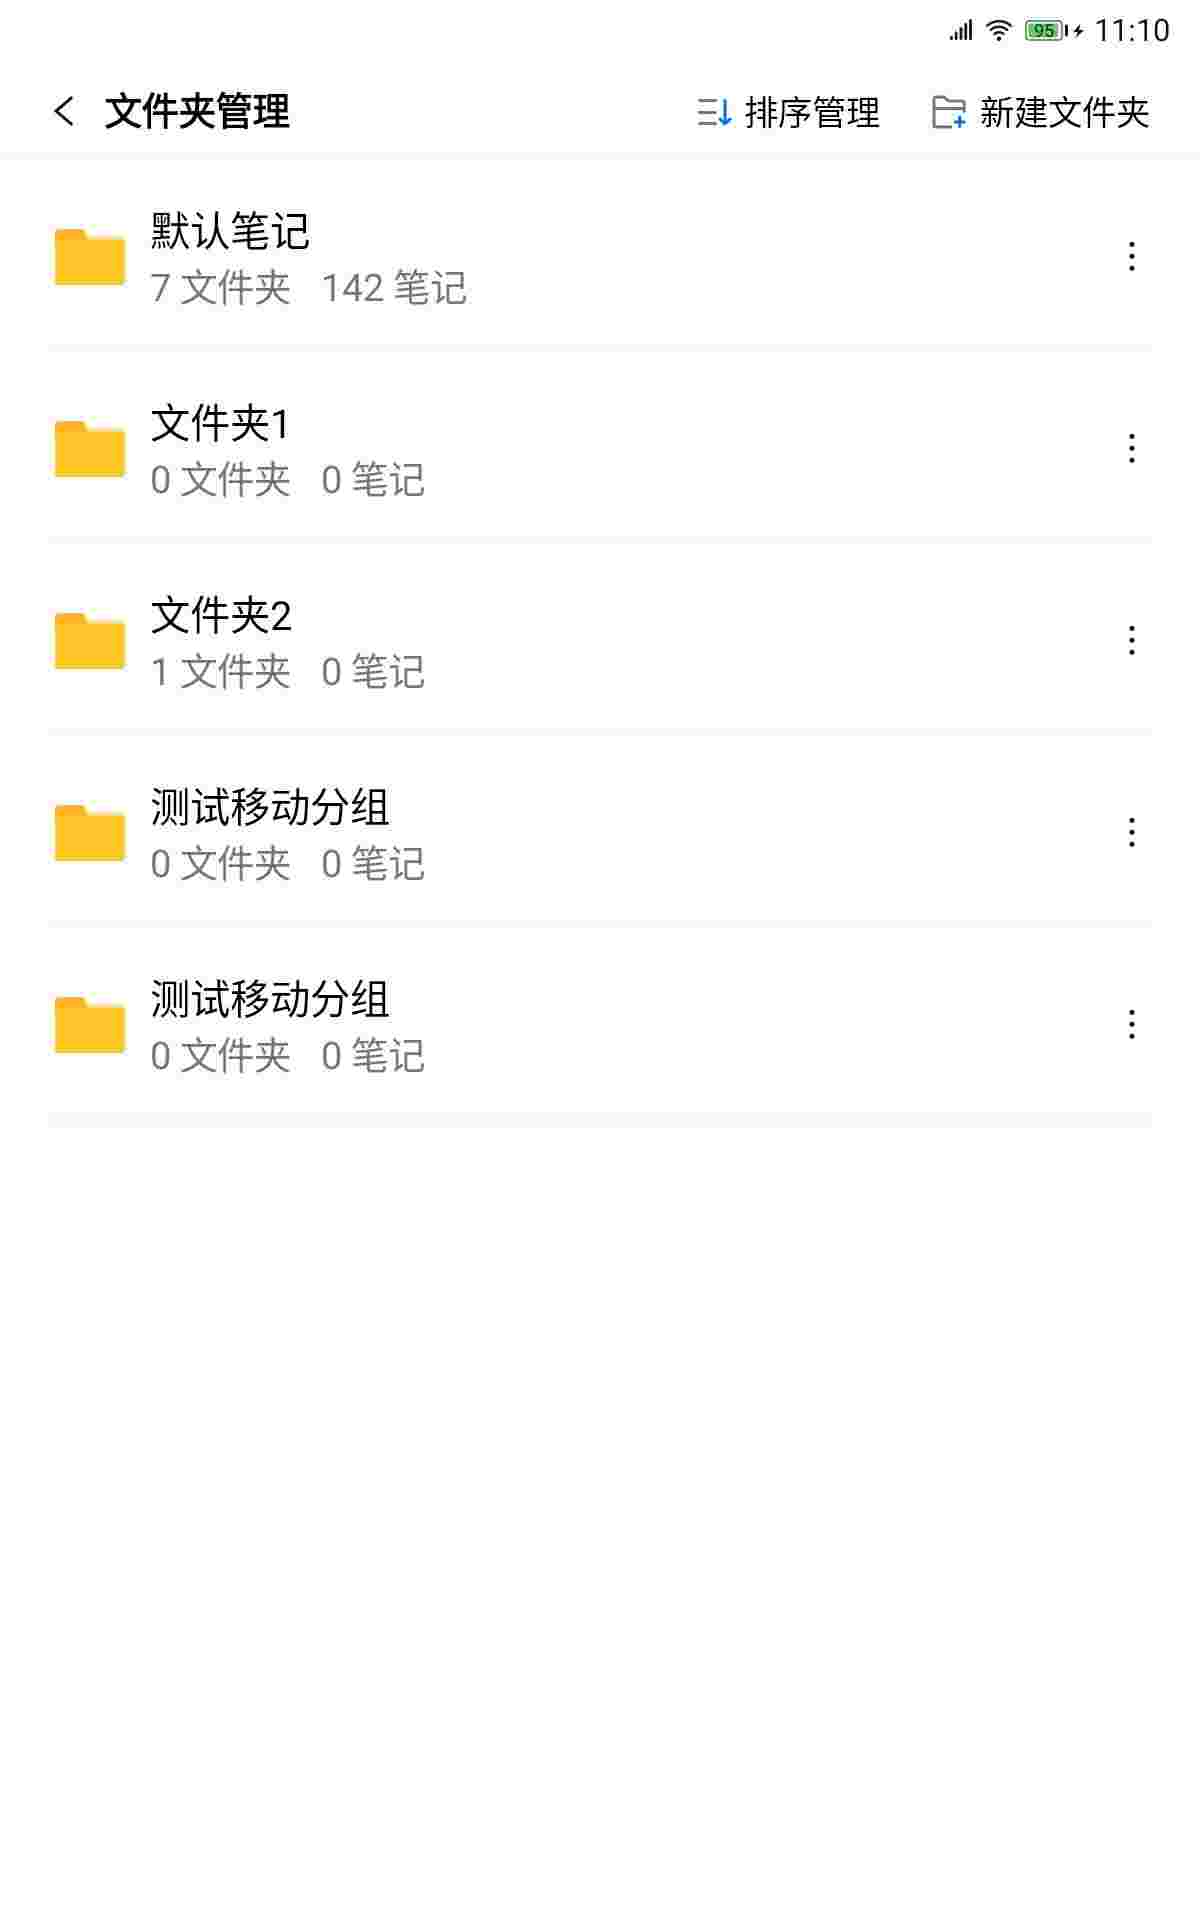 95 11:10
文件夹管理 排序管理 新建文件夹
默认笔记
7 文件夹 142 笔记
文件夹1
0 文件夹 0 笔记
文件夹2
1 文件夹 0 笔记
测试移动分组
0 文件夹 0 笔记
测试移动分组
0 文件夹 0 笔记